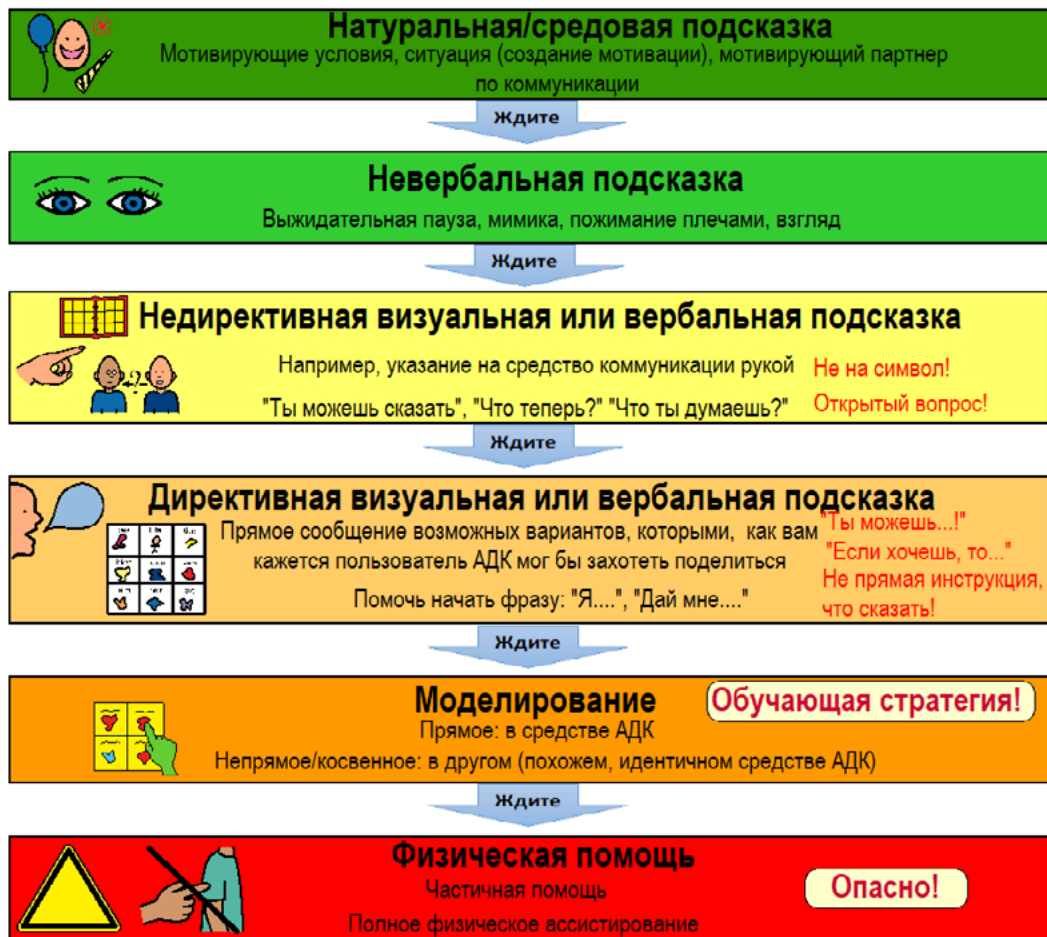 Натуральная/средовая подсказка
Мотивирующие условия, ситуация (создание мотивации), мотивирующий партнер
по коммуникации
Ждите
Невербальная подсказка
Выжидательная пауза, мимика, пожимание плечами, взгляд
Ждите
Недирективная визуальная или вербальная подсказка
Например, указание на средство коммуникации рукой
Не на символ!
"Ты можешь сказать", "Что теперь?" "Что ты думаешь?"
Открытый вопрос!
Ждите
Директивная визуальная или вербальная подсказка
Прямое сообщение возможных вариантов, которыми, как вам
кажется пользователь АДК мог бы захотеть поделиться
Помочь начать фразу: "Я....", "Дай мне...."
"Ты можешь...!"
"Если хочешь, то..."
Не прямая инструкция,
что сказать!
Ждите
Моделирование
Обучающая стратегия!
Прямое: в средстве АДК
Непрямое/косвенное: в другом (похожем, идентичном средстве АДК)
Ждите
Физическая помощь
Частичная помощь
Опасно!
Полное физическое ассистирование